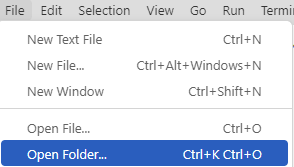 File Edit Selection View Go Run Termi
New Text File Ctrl+N
New File... Ctrl+Alt+Windows+N
New Window Ctrl+Shift+N
Open File... Ctrl+O
Open Folder... Ctrl+K Ctrl+O